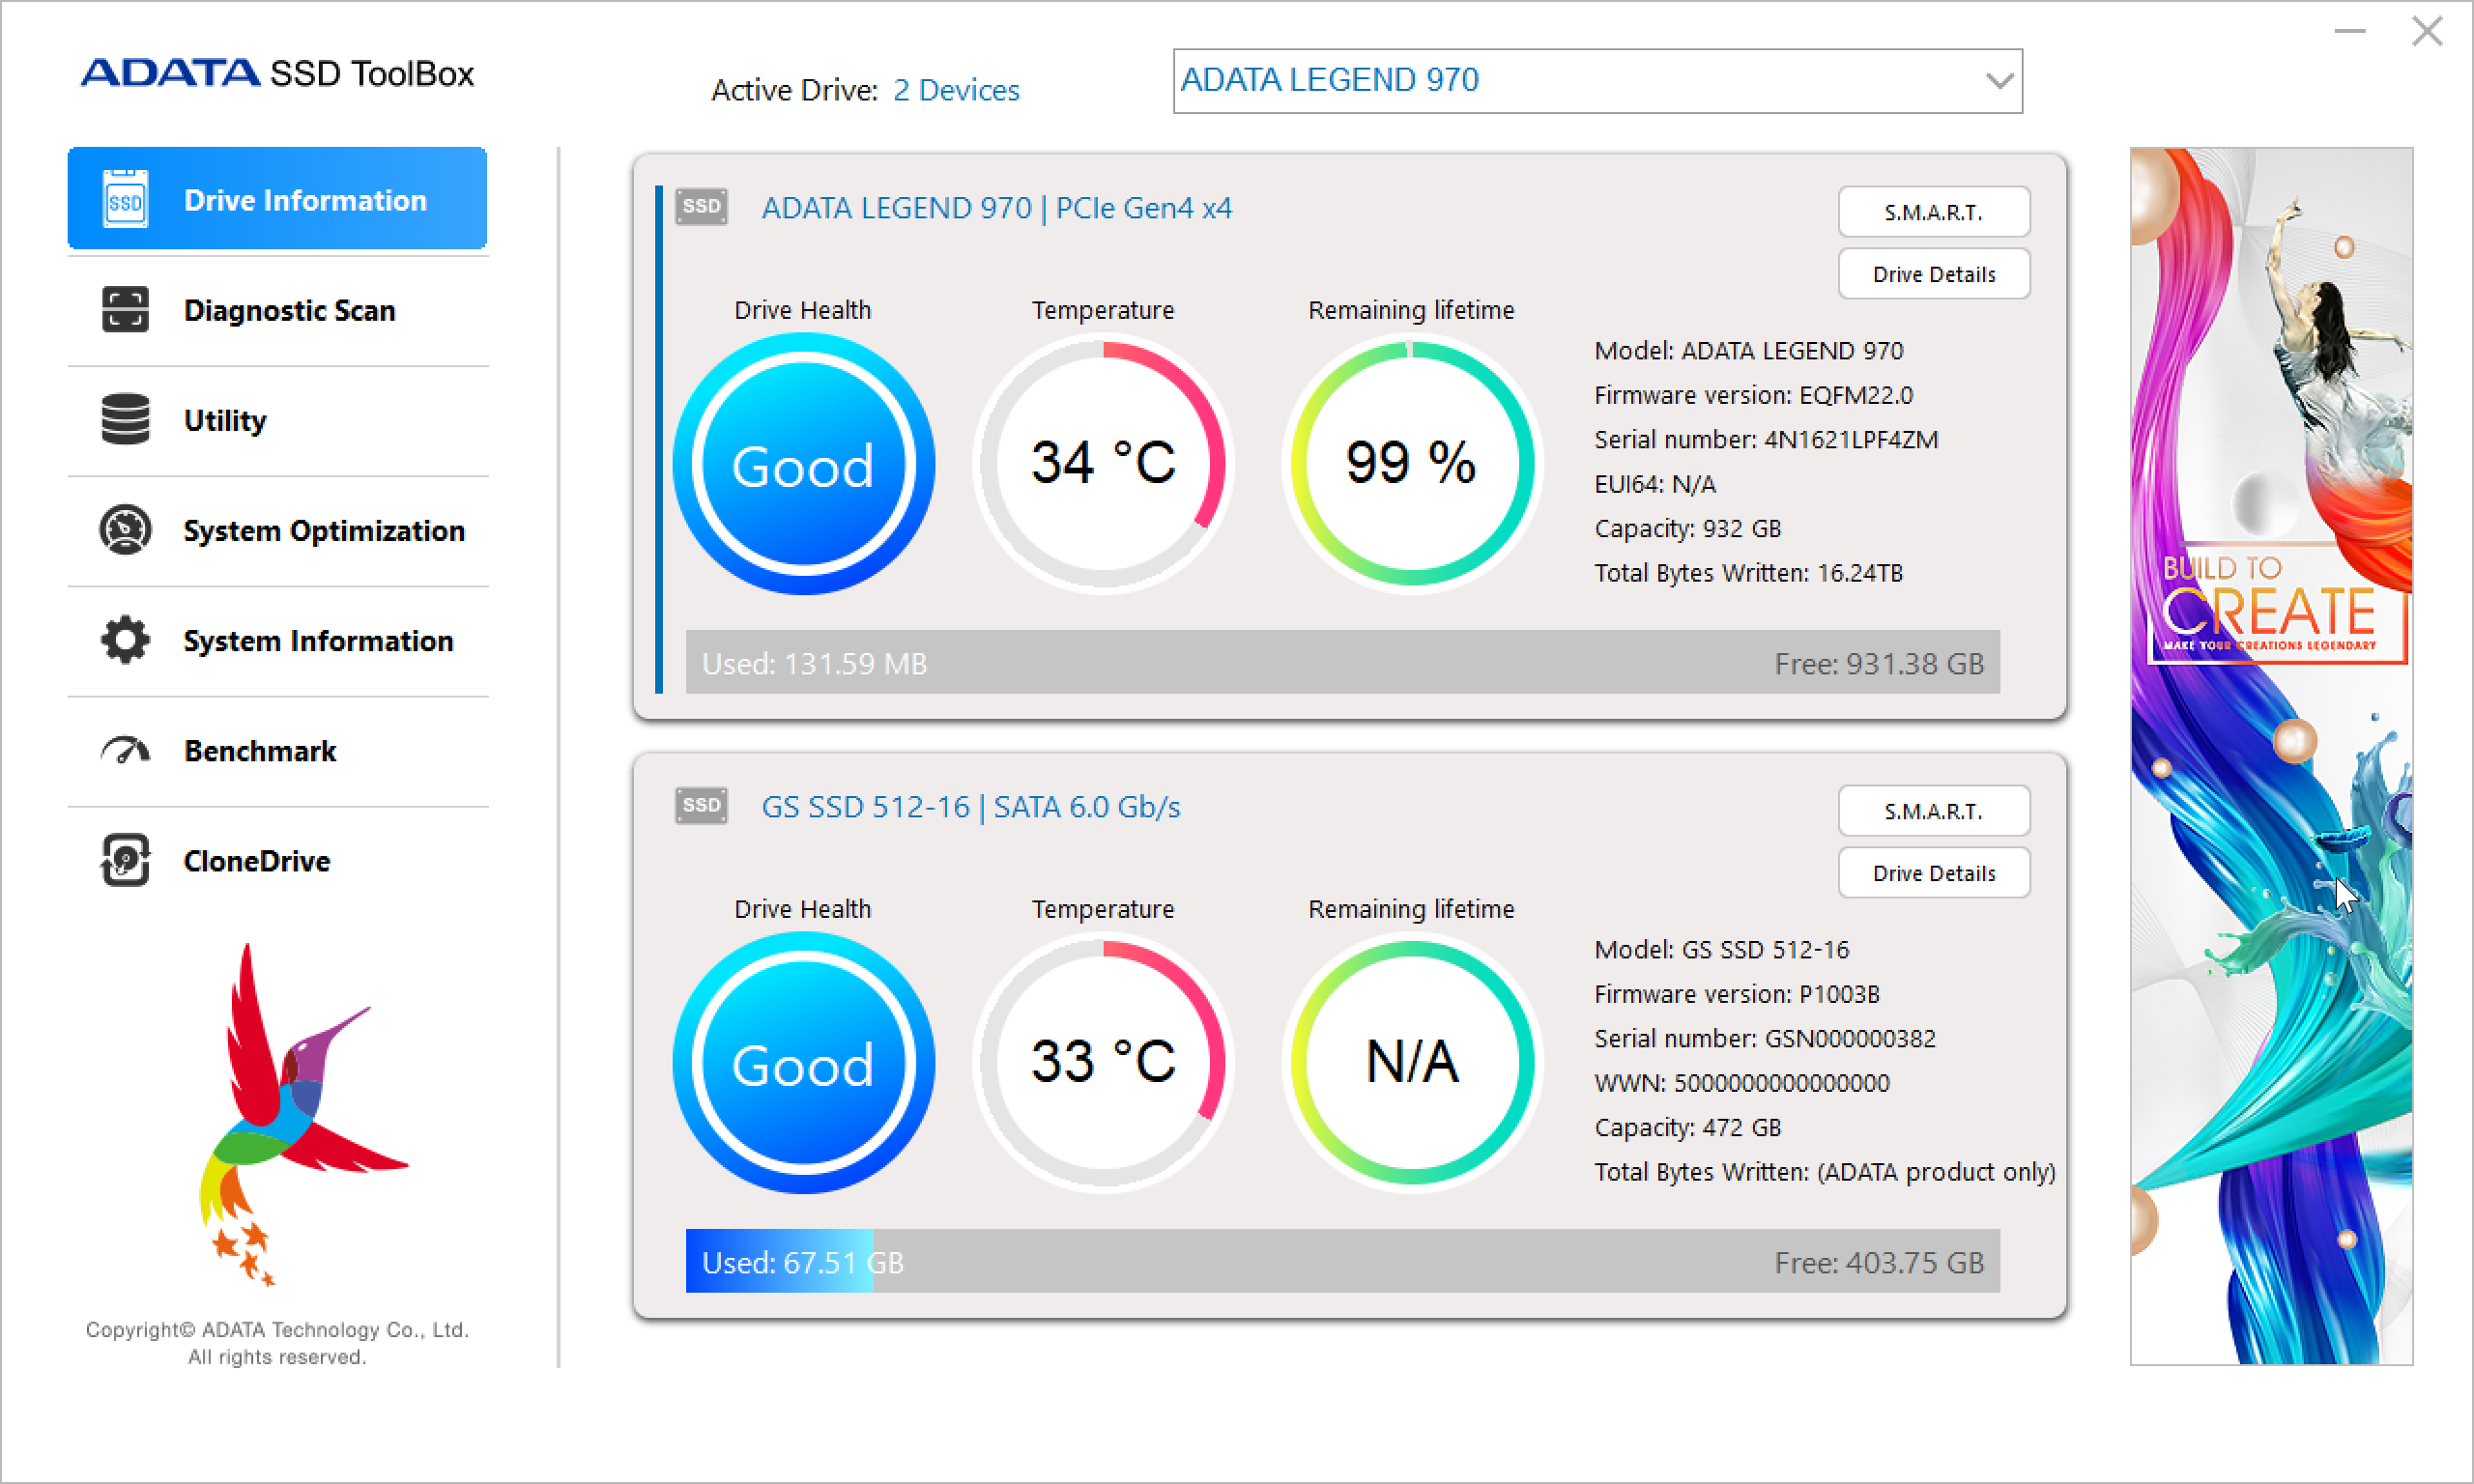 ADATA SSD ToolBox
Active Drive: 2 Devices
ADATA LEGEND 970
SSD Drive Information
Diagnostic Scan
Utility
System Optimization
System Information
Benchmark
CloneDrive
Copyright© ADATA Technology Co., Ltd.
All rights reserved.
SSD ADATA LEGEND 970 | PCIe Gen4 x4
S.M.A.R.T.
Drive Details
Drive Health
Good
Temperature
34 °C
Remaining lifetime
99 %
Model: ADATA LEGEND 970
Firmware version: EQFM22.0
Serial number: 4N1621LPF4ZM
EUI64: N/A
Capacity: 932 GB
Total Bytes Written: 16.24TB
Used: 131.59 MB
Free: 931.38 GB
SSD GS SSD 512-16 | SATA 6.0 Gb/s
S.M.A.R.T.
Drive Details
Drive Health
Good
Temperature
33 °C
Remaining lifetime
N/A
Model: GS SSD 512-16
Firmware version: P1003B
Serial number: GSN000000382
WWN: 5000000000000000
Capacity: 472 GB
Total Bytes Written: (ADATA product only)
Used: 67.51 GB
Free: 403.75 GB
BUILD TO
CREATE
MAKE YOUR CREATIONS LEGENDARY